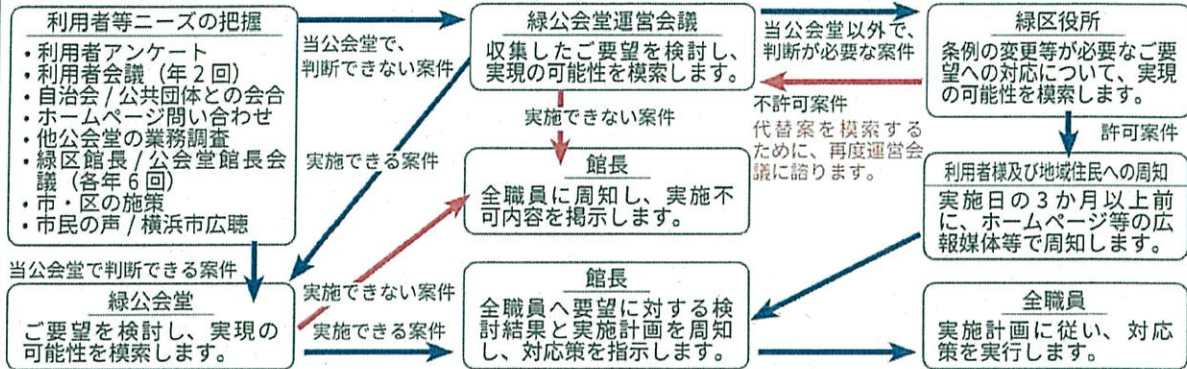 利用者等ニーズの把握
・利用者アンケート
・利用者会議（年２回）
・自治会 / 公共団体との会合
・ホームページ問い合わせ
・他公会堂の業務調査
・緑区館長 / 公会堂館長会
議（各年６回）
・市・区の施策
・市民の声 / 横浜市広聴
当公会堂で、
判断できない案件
緑公会堂運営会議
収集したご要望を検討し、
実現の可能性を模索します。
当公会堂以外で、
判断が必要な案件
緑区役所
条例の変更等が必要なご要
望への対応について、実現
の可能性を模索します。
不許可案件
代替案を模索する
ために、再度運営会
議に諮ります。
許可案件
実施できない案件
実施できる案件
館長
全職員に周知し、実施不
可内容を掲示します。
利用者様及び地域住民への周知
実施日の３か月以上前
に、ホームページ等の広
報媒体等で周知します。
当公会堂で判断できる案件
緑公会堂
ご要望を検討し、実現の
可能性を模索します。
実施できない案件
実施できる案件
館長
全職員へ要望に対する検
討結果と実施計画を周知
し、対応策を指示します。
全職員
実施計画に従い、対応
策を実行します。